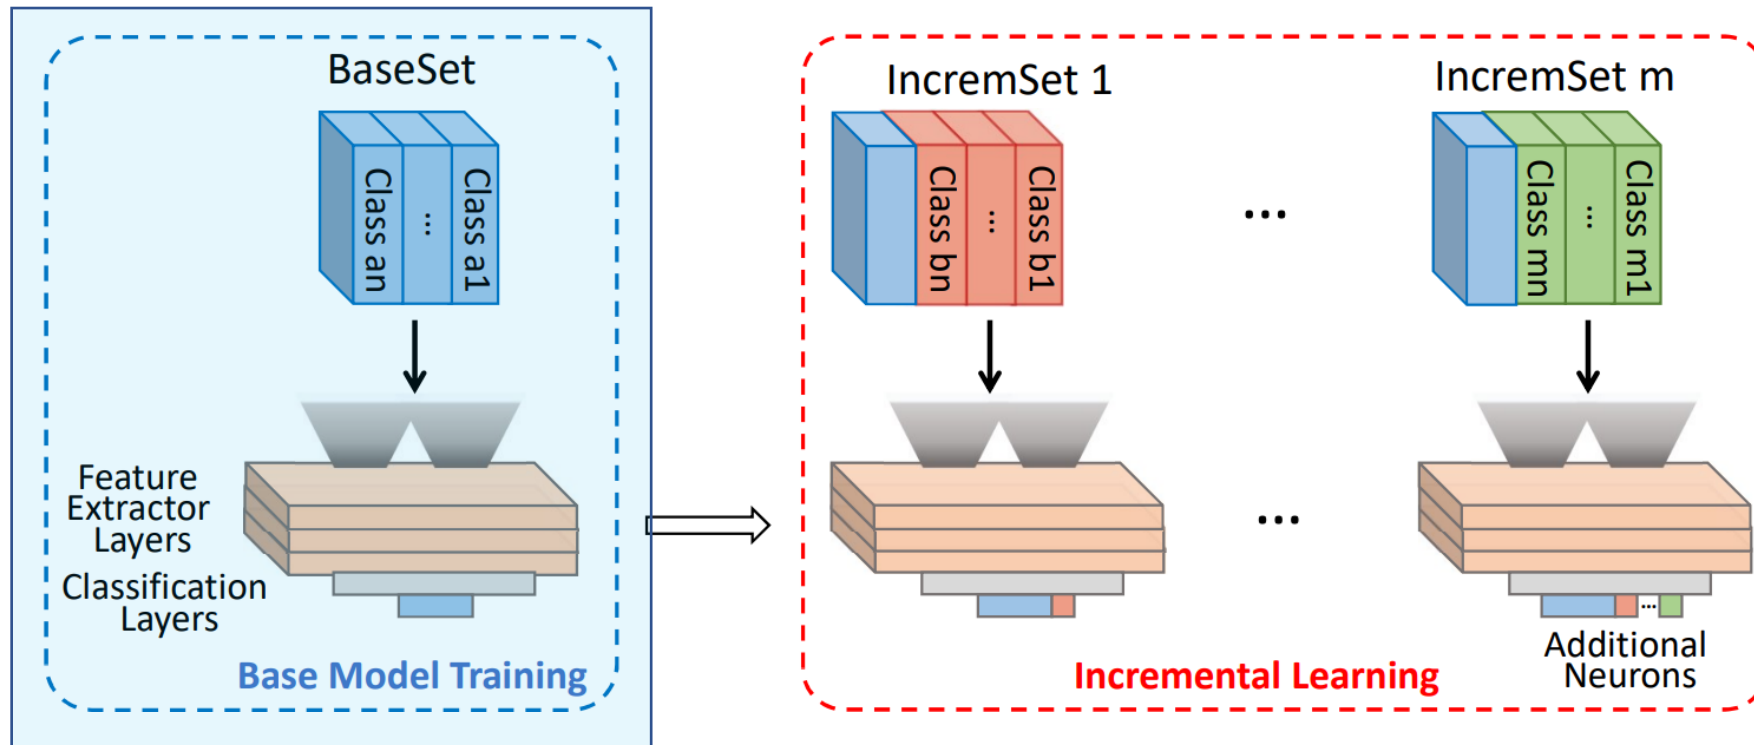 BaseSet
Class an
...
Class a1
Feature
Extractor
Layers
Classification
Layers
Base Model Training
IncremSet 1
Class bn
...
Class b1
...
IncremSet m
Class mn
...
Class m1
...
...
Additional
Neurons
Incremental Learning